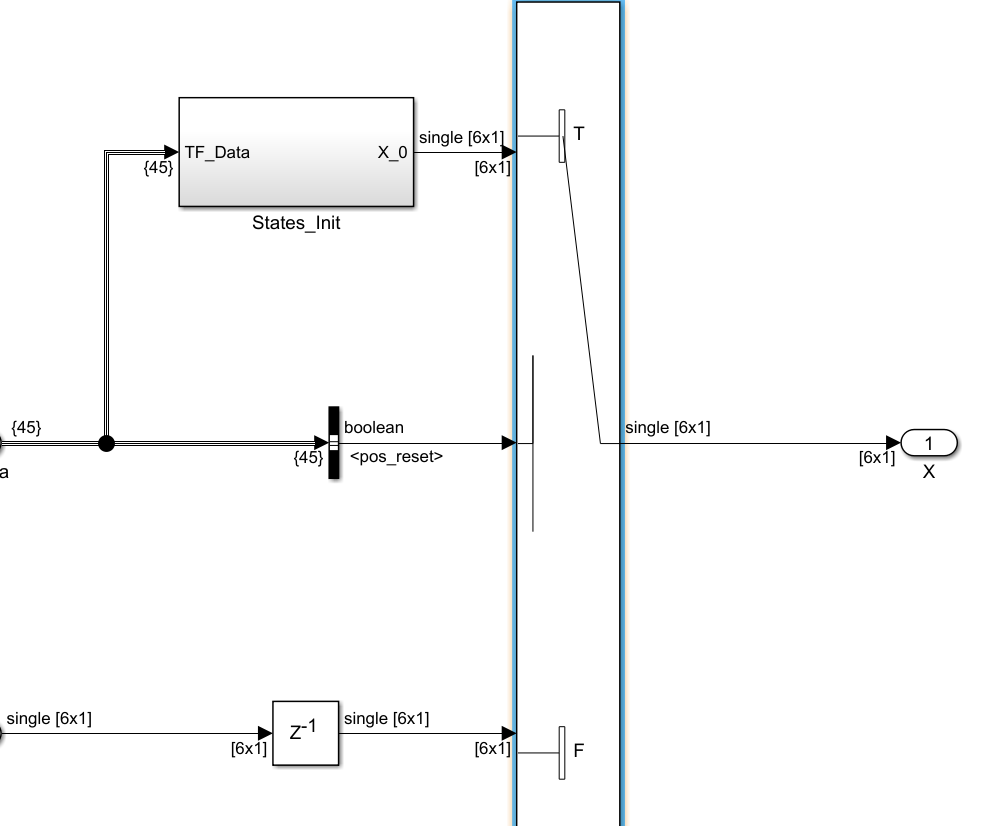 single [6x1]
T
TF_Data
X_0
{45}
[6x1]
States_Init
{45}
boolean
single [6x1]
1
{45}
<pos_reset>
[6x1]
a
X
single [6x1]
single [6x1]
Z-1
[6x1]
[6x1]
F